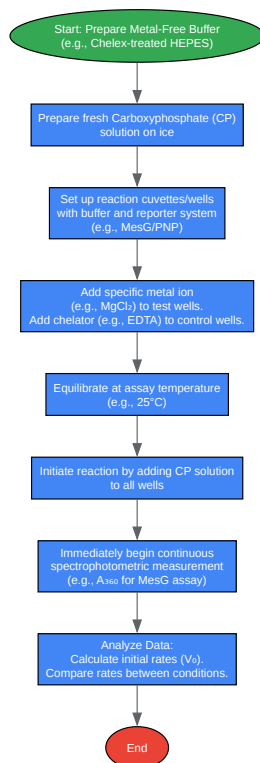 Start: Prepare Metal-Free Buffer
(e.g., Chelex-treated HEPES)
Prepare fresh Carboxyphosphate (CP)
solution on ice
Set up reaction cuvettes/wells
with buffer and reporter system
(e.g., MesG/PNP)
Add specific metal ion
(e.g., MgCl₂) to test wells.
Add chelator (e.g., EDTA) to control wells.
Equilibrate at assay temperature
(e.g., 25°C)
Initiate reaction by adding CP solution
to all wells
Immediately begin continuous
spectrophotometric measurement
(e.g., A₃₆₀ for MesG assay)
Analyze Data:
Calculate initial rates (V₀).
Compare rates between conditions.
End